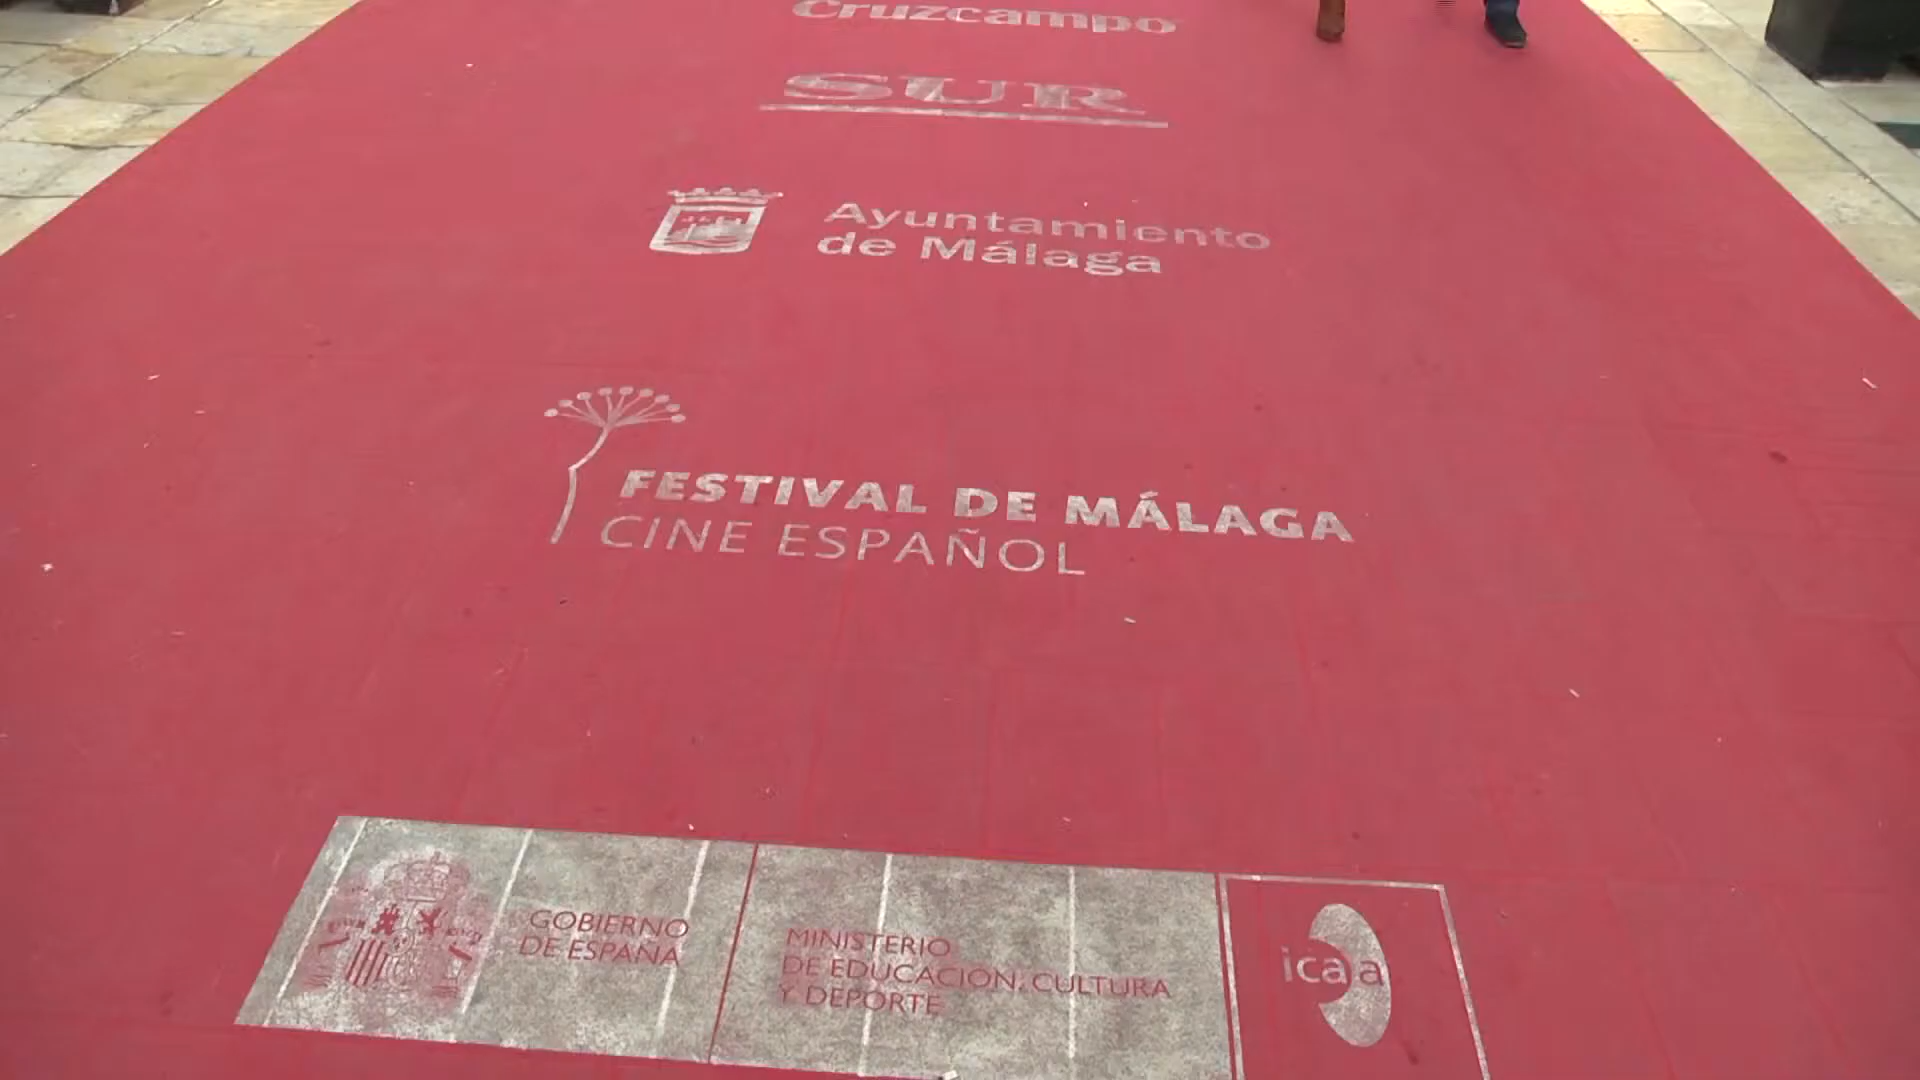 Cruzcampo
SUR
Ayuntamiento
de Málaga
FESTIVAL DE MÁLAGA
CINE ESPAÑOL
GOBIERNO
DE ESPAÑA
MINISTERIO
DE EDUCACIÓN, CULTURA
Y DEPORTE
icaa